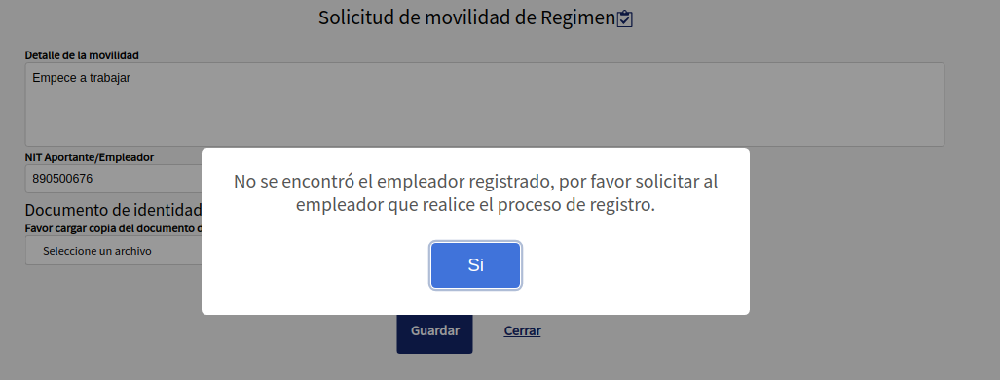 Solicitud de movilidad de Regimen
Detalle de la movilidad
Empece a trabajar
NIT Aportante/Empleador
890500676
No se encontró el empleador registrado, por favor solicitar al
empleador que realice el proceso de registro.
Si
Documento de identidad
Favor cargar copia del documento
Seleccione un archivo
Guardar
Cerrar